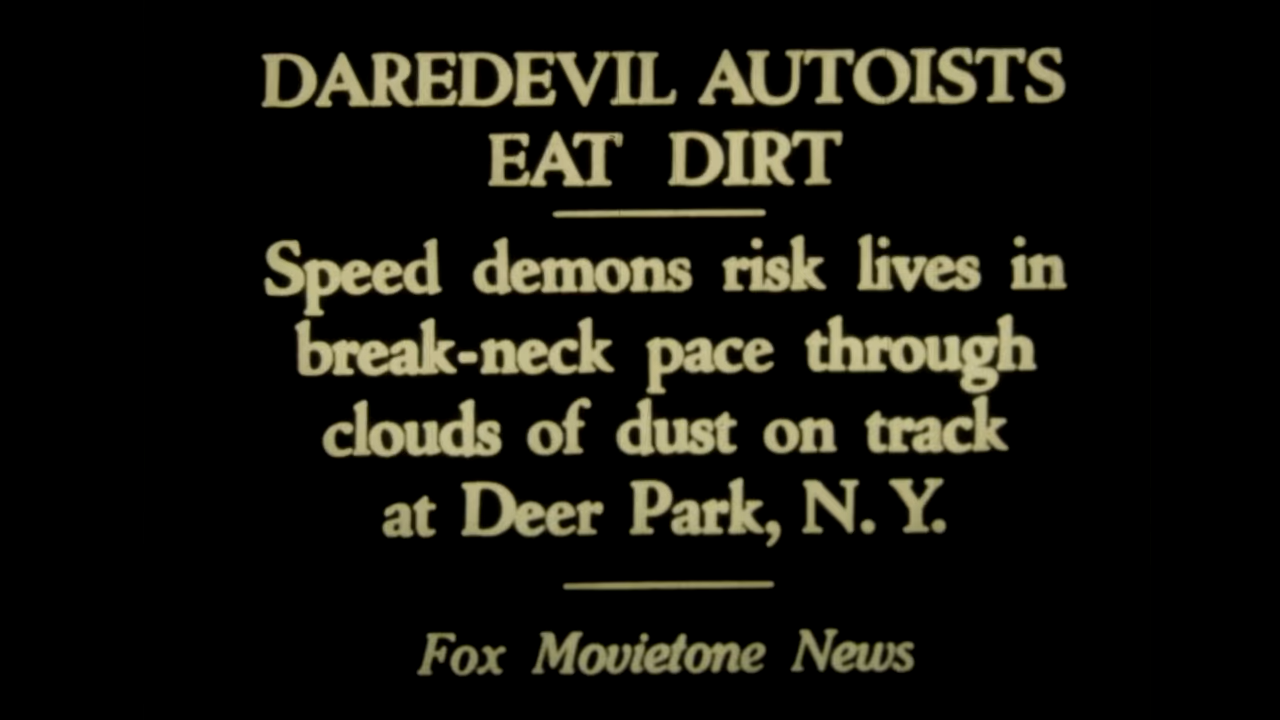 DAREDEVIL AUTOISTS
EAT DIRT
Speed demons risk lives in
break-neck pace through
clouds of dust on track
at Deer Park, N. Y.
Fox Movietone News